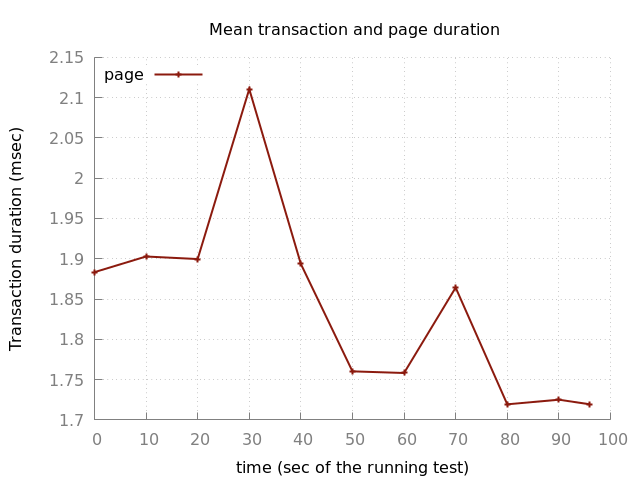 Mean transaction and page duration
page
2.15
2.1
2.05
2
1.95
1.9
1.85
1.8
1.75
1.7
Transaction duration (msec)
0 10 20 30 40 50 60 70 80 90 100
time (sec of the running test)